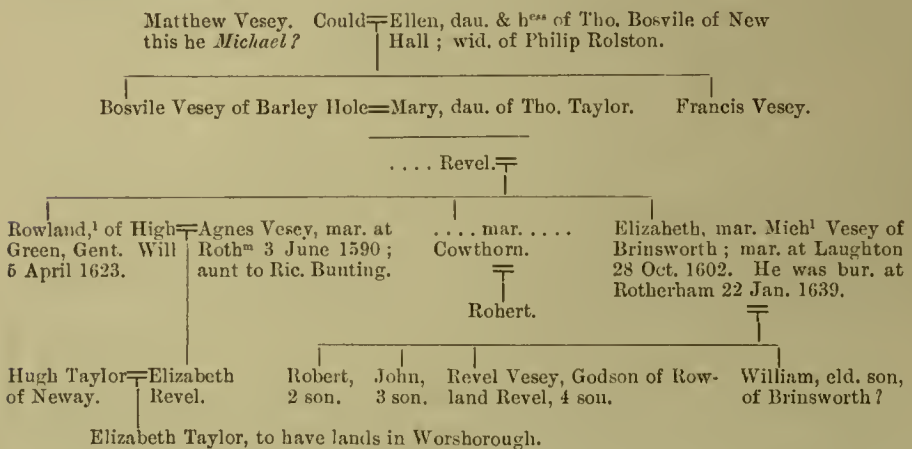 Matthew Vesey. Could=Ellen, dau. & hᵉˢˢ of Tho. Bosvile of New
this he Michael? Hall; wid. of Philip Rolston.
Bosvile Vesey of Barley Hole=Mary, dau. of Tho. Taylor. Francis Vesey.
.... Revel.=
Rowland,¹ of High=Agnes Vesey, mar. at .... mar. ..... Elizabeth, mar. Michˡ Vesey of
Green, Gent. Will Rothᵐ 3 June 1590; Cowthorn. Brinsworth; mar. at Laughton
5 April 1623. aunt to Ric. Bunting. 28 Oct. 1602. He was bur. at
Robert. Rotherham 22 Jan. 1639.
Hugh Taylor=Elizabeth Robert, John, Revel Vesey, Godson of Row- William, eld. son,
of Neway. Revel. 2 son. 3 son. land Revel, 4 son. of Brinsworth?
Elizabeth Taylor, to have lands in Worsborough.